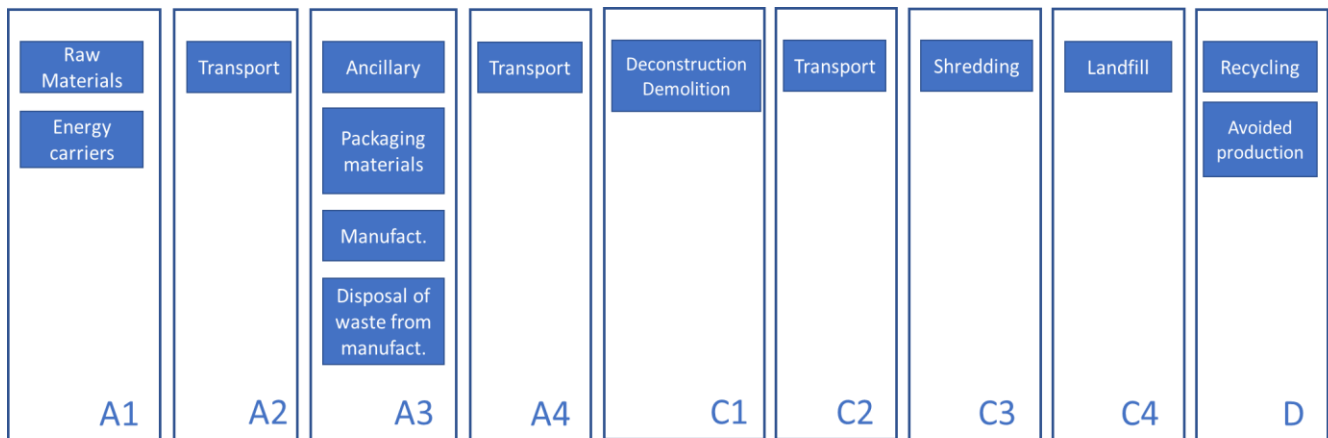 Raw
Materials
Energy
carriers
A1
Transport
A2
Ancillary
Packaging
materials
Manufact.
Disposal of
waste from
manufact.
A3
Transport
A4
Deconstruction
Demolition
C1
Transport
C2
Shredding
C3
Landfill
C4
Recycling
Avoided
production
D